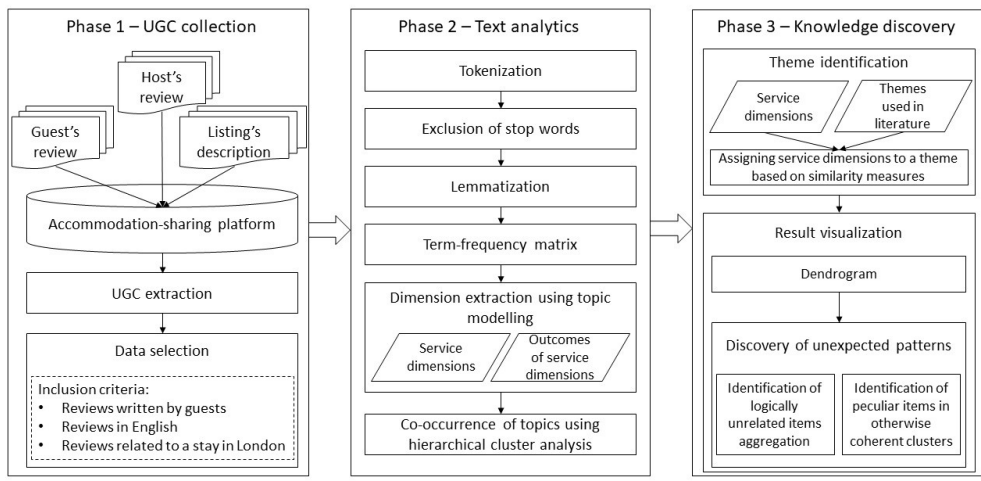 Phase 1 – UGC collection
Host's
review
Guest's
review
Listing's
description
Accommodation-sharing platform
UGC extraction
Data selection
Inclusion criteria:
• Reviews written by guests
• Reviews in English
• Reviews related to a stay in London
Phase 2 – Text analytics
Tokenization
Exclusion of stop words
Lemmatization
Term-frequency matrix
Dimension extraction using topic
modelling
Service
dimensions
Outcomes
of service
dimensions
Co-occurrence of topics using
hierarchical cluster analysis
Phase 3 – Knowledge discovery
Theme identification
Service
dimensions
Themes
used in
literature
Assigning service dimensions to a theme
based on similarity measures
Result visualization
Dendrogram
Discovery of unexpected patterns
Identification of
logically
unrelated items
aggregation
Identification of
peculiar items in
otherwise
coherent clusters